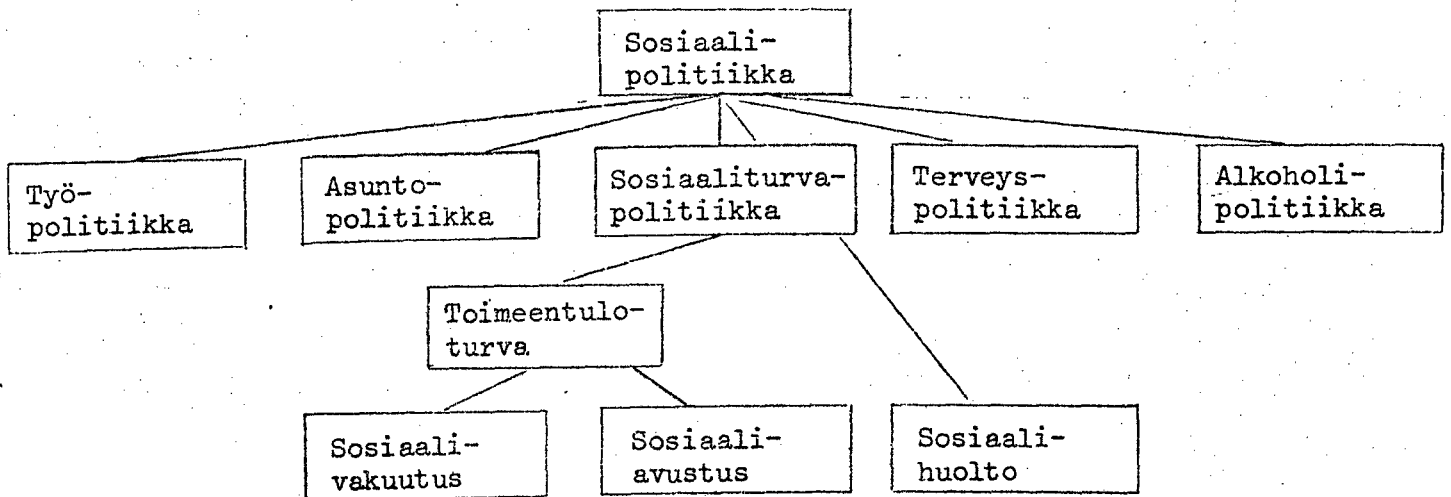 Sosiaali-
politiikka
Työ-
politiikka
Asunto-
politiikka
Sosiaaliturva-
politiikka
Terveys-
politiikka
Alkoholi-
politiikka
Toimeentulo-
turva
Sosiaali-
vakuutus
Sosiaali-
avustus
Sosiaali-
huolto